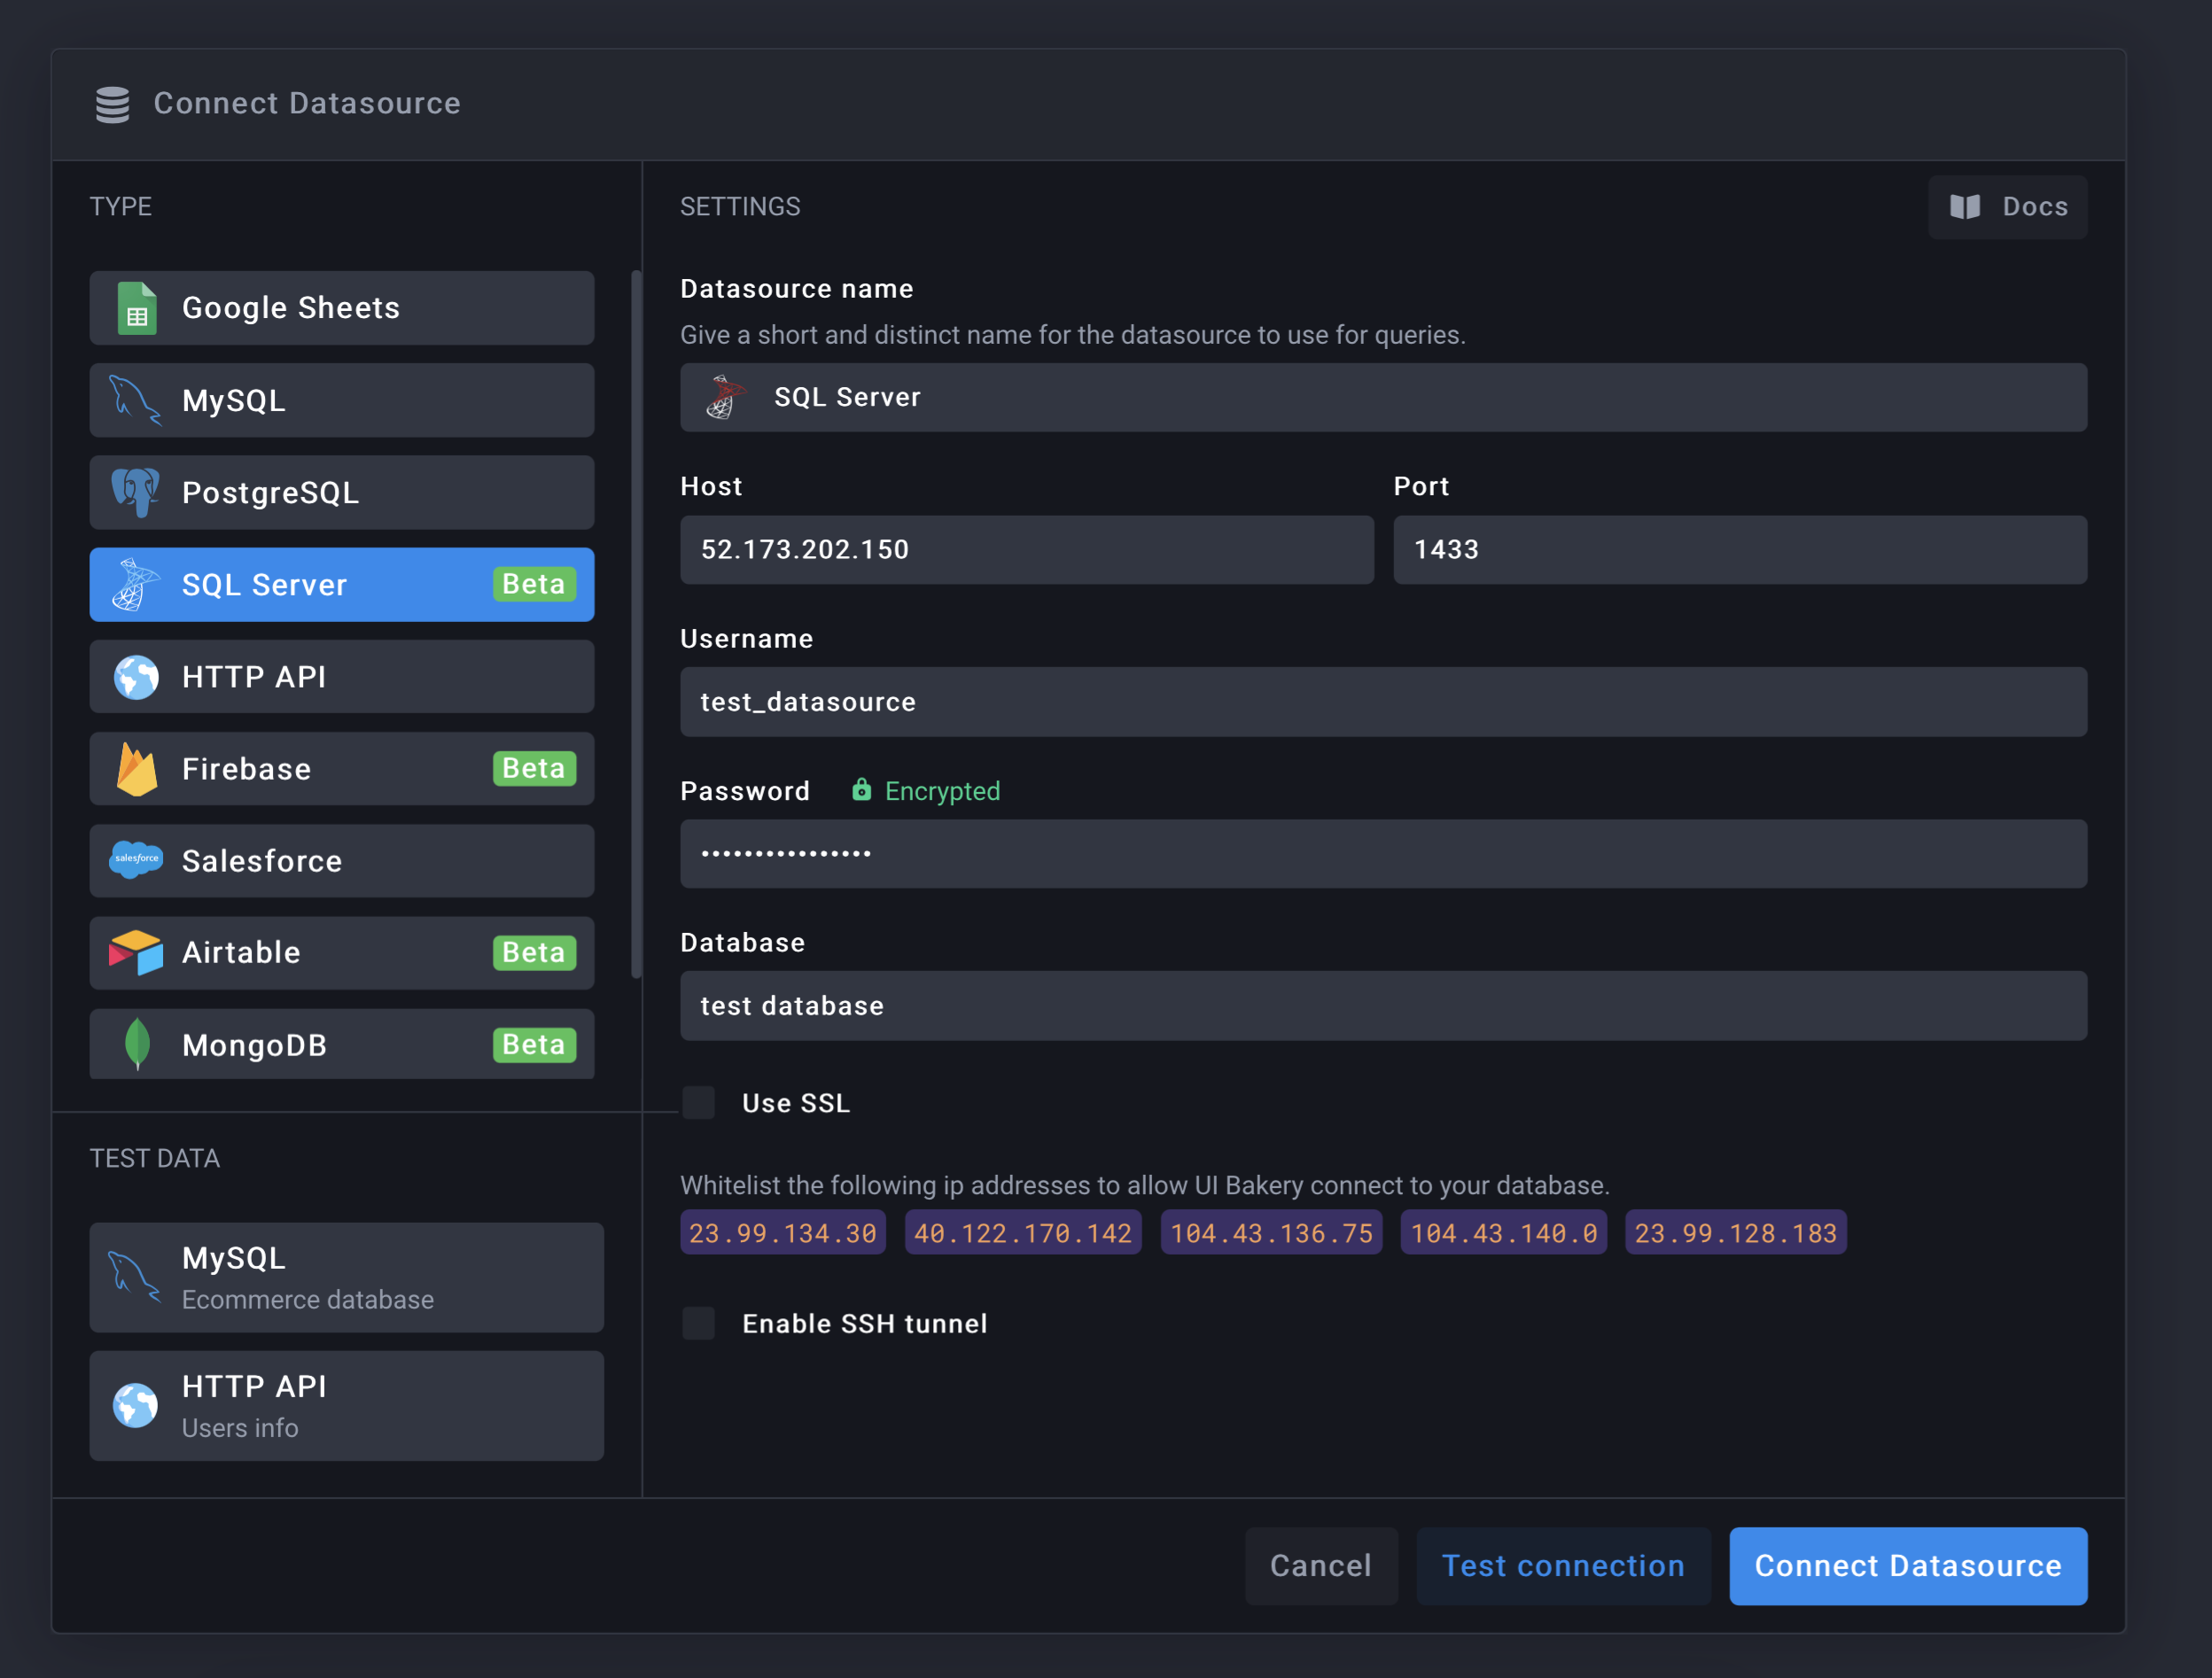 Connect Datasource
TYPE
Google Sheets
MySQL
PostgreSQL
SQL Server Beta
HTTP API
Firebase Beta
salesforce Salesforce
Airtable Beta
MongoDB Beta
TEST DATA
MySQL
Ecommerce database
HTTP API
Users info
SETTINGS
Docs
Datasource name
Give a short and distinct name for the datasource to use for queries.
SQL Server
Host Port
52.173.202.150 1433
Username
test_datasource
Password Encrypted
••••••••••••••••
Database
test database
Use SSL
Whitelist the following ip addresses to allow UI Bakery connect to your database.
23.99.134.30 40.122.170.142 104.43.136.75 104.43.140.0 23.99.128.183
Enable SSH tunnel
Cancel Test connection Connect Datasource